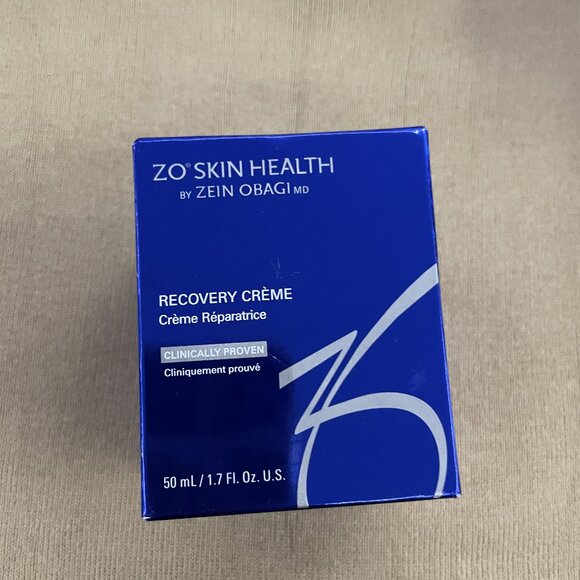 ZO® SKIN HEALTH
BY ZEIN OBAGI MD
RECOVERY CRÈME
Crème Réparatrice
CLINICALLY PROVEN
Cliniquement prouvé
50 mL / 1.7 Fl. Oz. U.S.